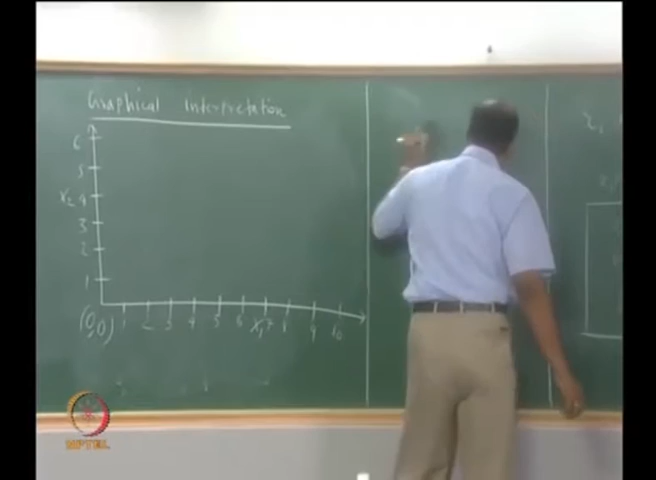 Graphical interpretation
6
5
x₂ 4
3
2
1
(0,0) 1 2 3 4 5 6 x₁ 7 8 9 10
NPTEL